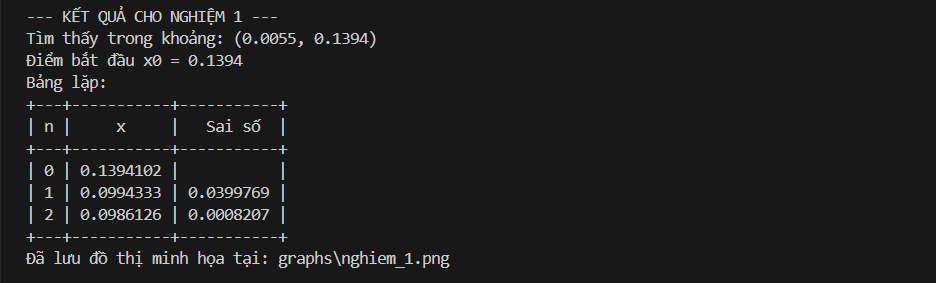 --- KẾT QUẢ CHO NGHIỆM 1 ---
Tìm thấy trong khoảng: (0.0055, 0.1394)
Điểm bắt đầu x0 = 0.1394
Bảng lặp:
+---+-----------+-----------+
| n |     x     |   Sai số  |
+---+-----------+-----------+
| 0 | 0.1394102 |           |
| 1 | 0.0994333 | 0.0399769 |
| 2 | 0.0986126 | 0.0008207 |
+---+-----------+-----------+
Đã lưu đồ thị minh họa tại: graphs\nghiem_1.png